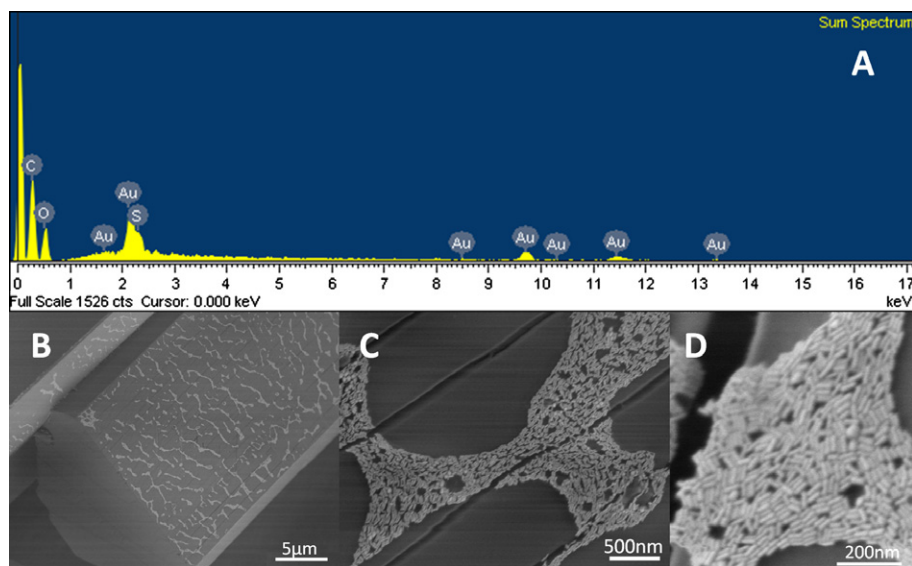 Sum Spectrum
A
C
O
Au
Au
S
Au
Au
Au
Au
Au
0 1 2 3 4 5 6 7 8 9 10 11 12 13 14 15 16 17
Full Scale 1526 cts Cursor: 0.000 keV
keV
B
5µm
C
500nm
D
200nm